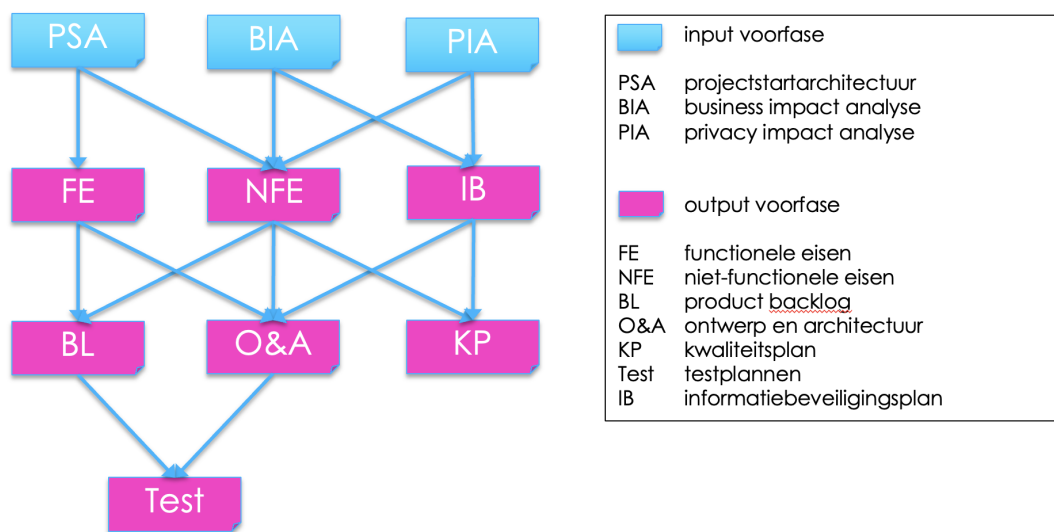 PSA BIA PIA
FE NFE IB
BL O&A KP
Test
input voorfase
PSA projectstartarchitectuur
BIA business impact analyse
PIA privacy impact analyse
output voorfase
FE functionele eisen
NFE niet-functionele eisen
BL product backlog
O&A ontwerp en architectuur
KP kwaliteitsplan
Test testplannen
IB informatiebeveiligingsplan